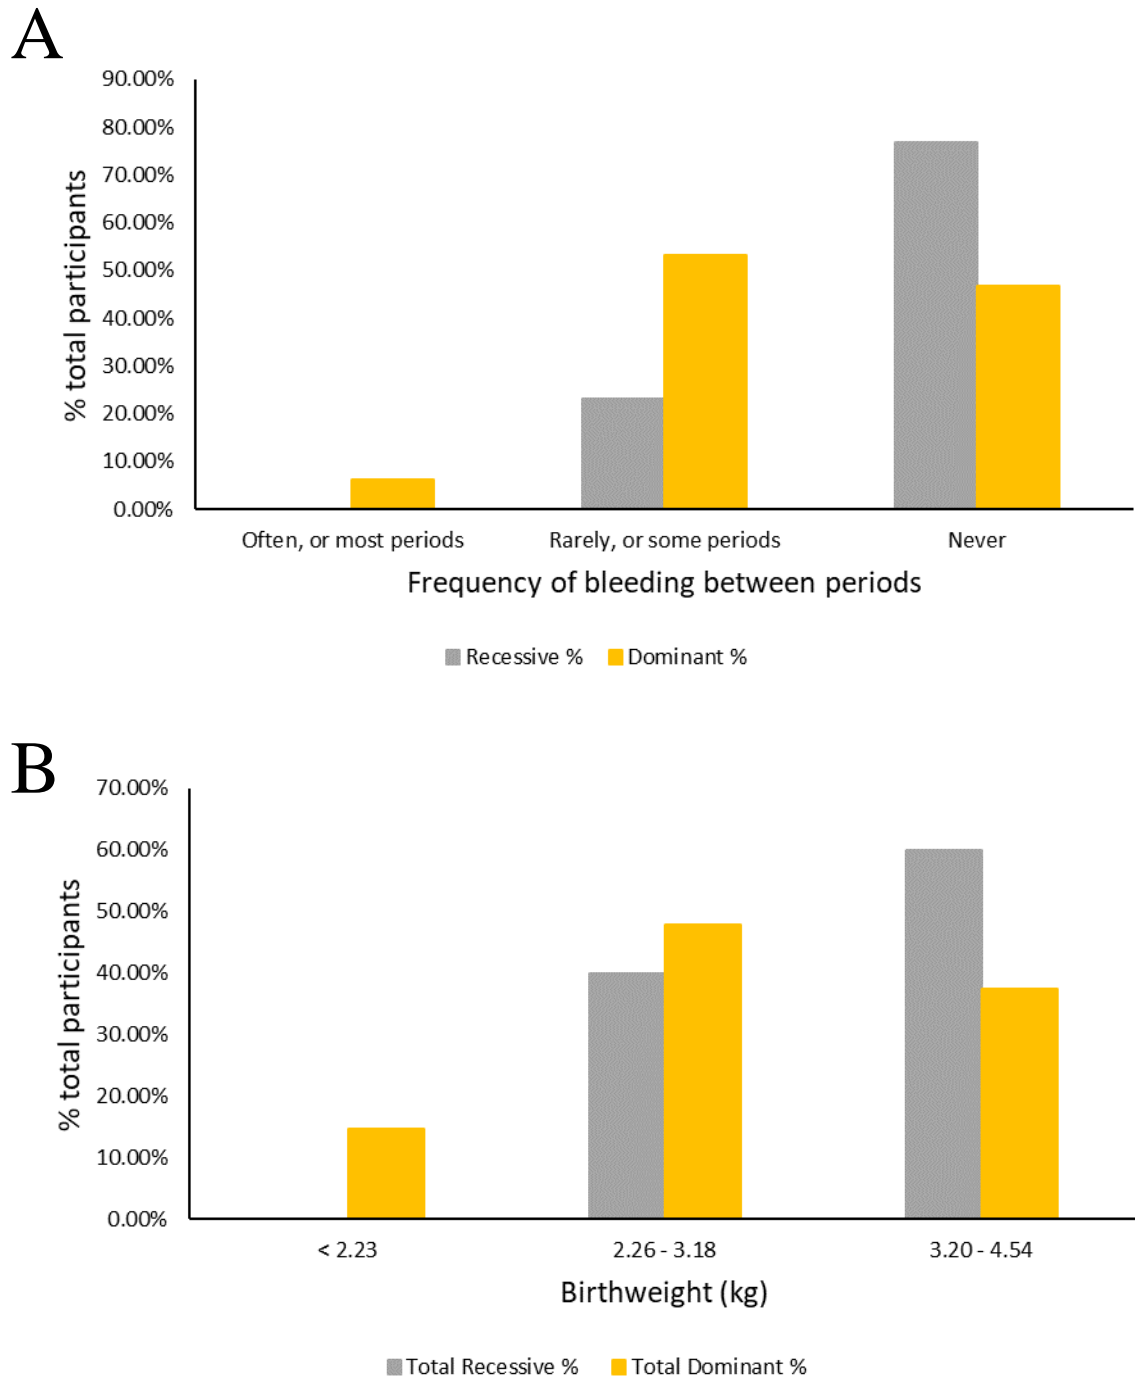 A
90.00%
80.00%
70.00%
60.00%
50.00%
40.00%
30.00%
20.00%
10.00%
0.00%
% total participants
Often, or most periods Rarely, or some periods Never
Frequency of bleeding between periods
Recessive % Dominant %
B
70.00%
60.00%
50.00%
40.00%
30.00%
20.00%
10.00%
0.00%
% total participants
< 2.23 2.26 - 3.18 3.20 - 4.54
Birthweight (kg)
Total Recessive % Total Dominant %